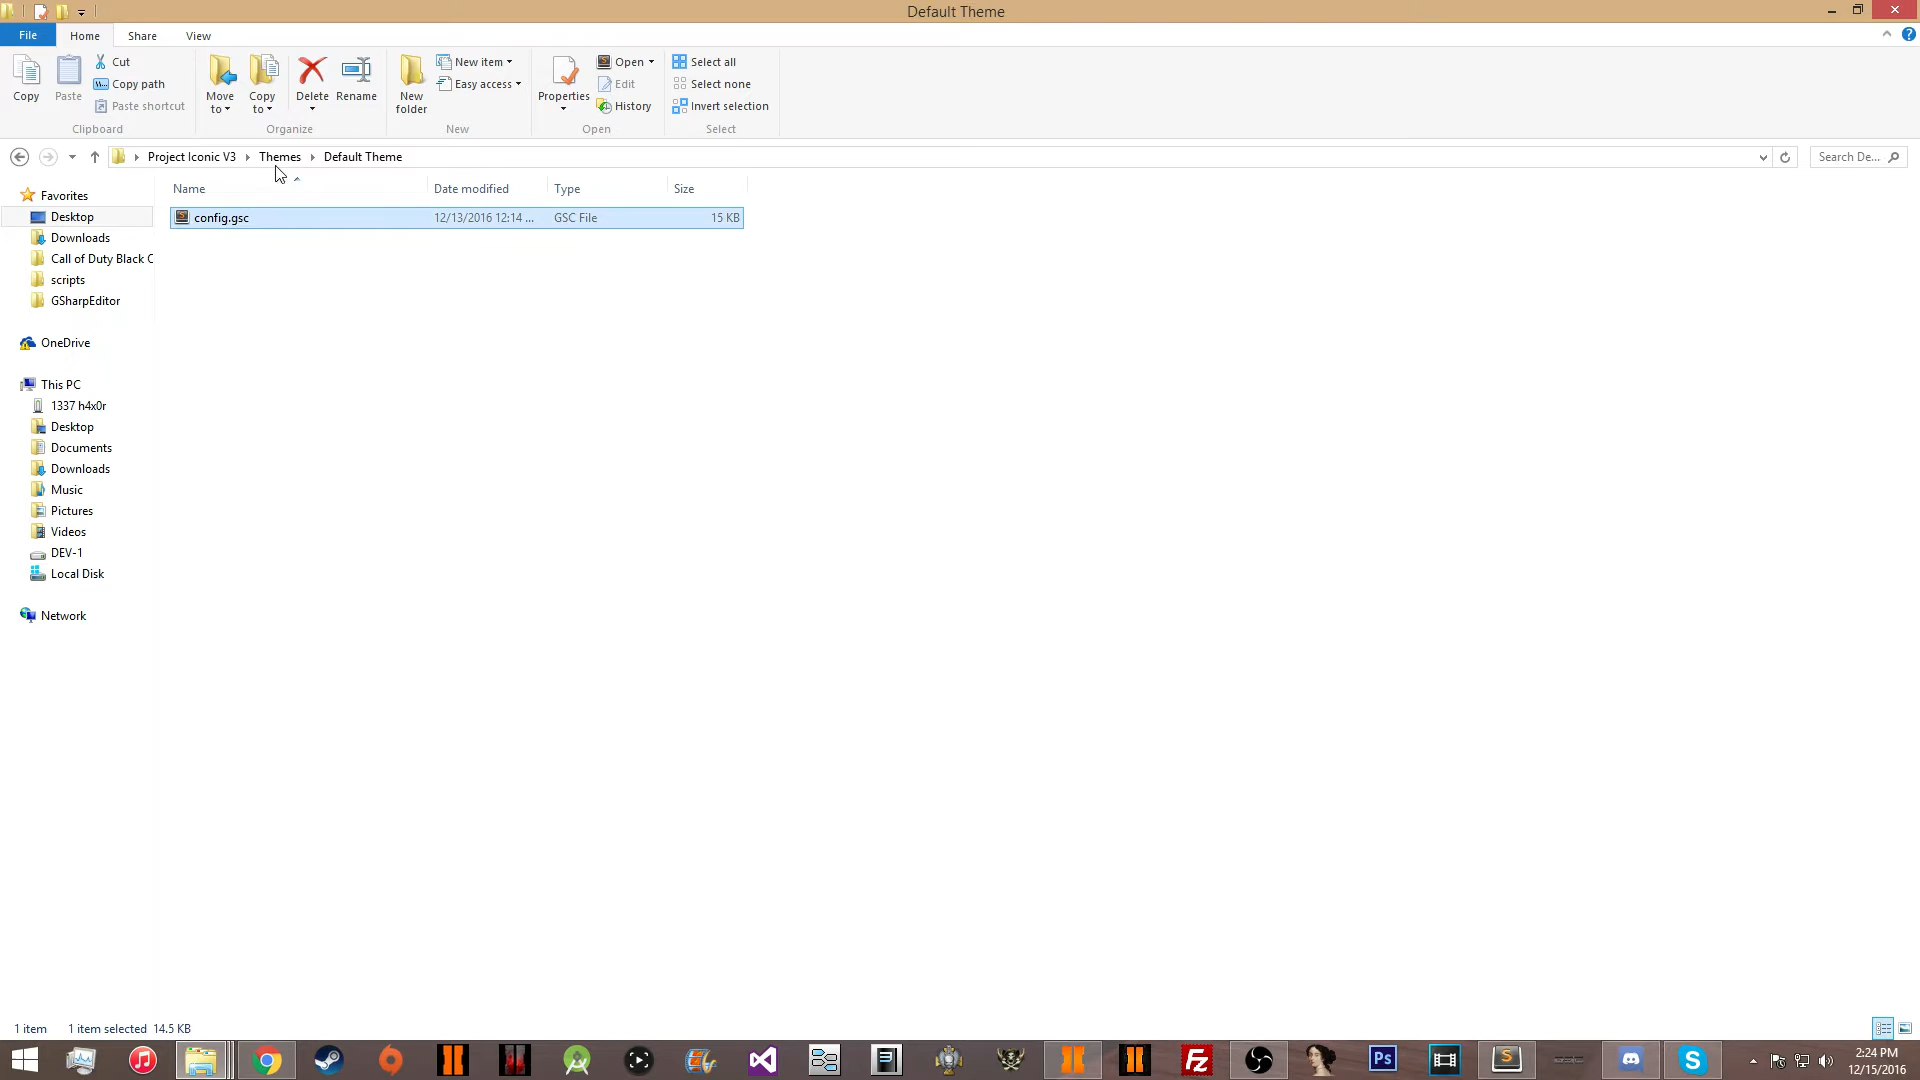 Default Theme
File Home Share View
Copy
Paste
Cut
Copy path
Paste shortcut
Clipboard
Move to
Copy to
Delete
Rename
Organize
New folder
New item
Easy access
New
Properties
Open
Edit
History
Open
Select all
Select none
Invert selection
Select
Project Iconic V3 Themes Default Theme
Search De...
Name Date modified Type Size
config.gsc 12/13/2016 12:14 ... GSC File 15 KB
Favorites
Desktop
Downloads
Call of Duty Black C
scripts
GSharpEditor
OneDrive
This PC
1337 h4x0r
Desktop
Documents
Downloads
Music
Pictures
Videos
DEV-1
Local Disk
Network
1 item 1 item selected 14.5 KB
Fz
Ps
S
S
2:24 PM
12/15/2016